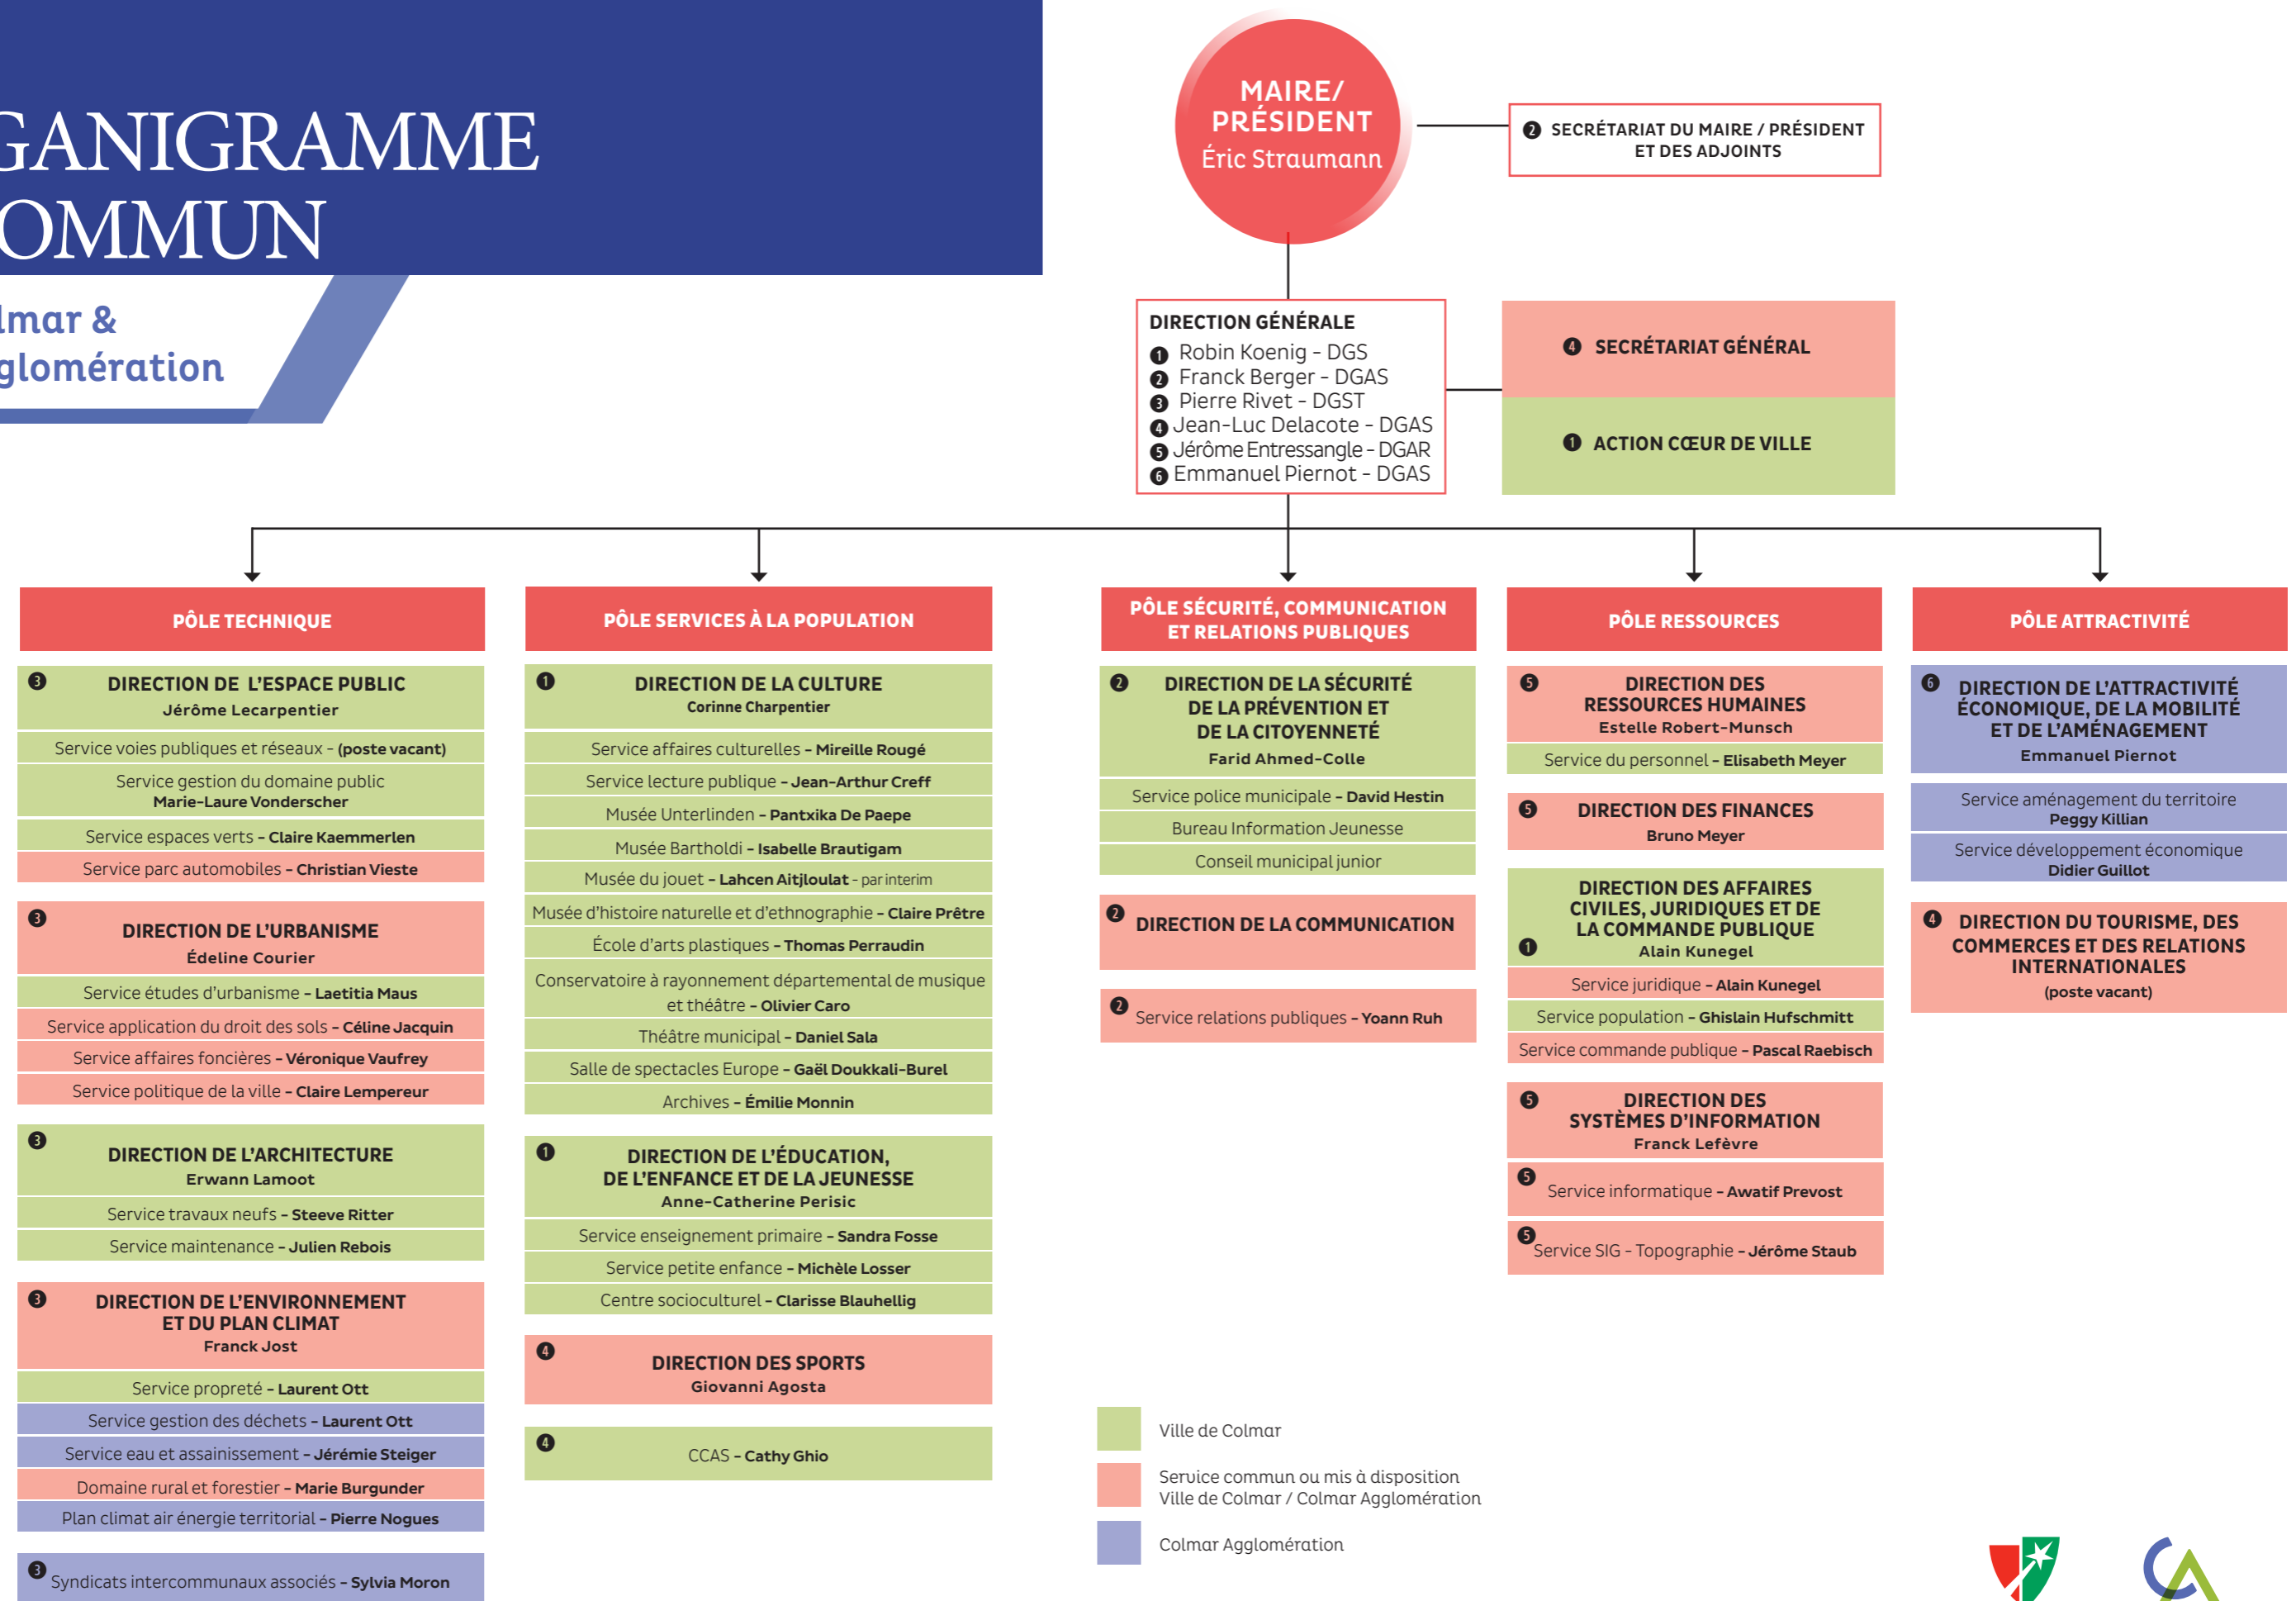 GANIGRAMME
OMMUN
lmar &
glomération
MAIRE/
PRÉSIDENT
Éric Straumann
❷ SECRÉTARIAT DU MAIRE / PRÉSIDENT
ET DES ADJOINTS
DIRECTION GÉNÉRALE
❶ Robin Koenig - DGS
❷ Franck Berger - DGAS
❸ Pierre Rivet - DGST
❹ Jean-Luc Delacote - DGAS
❺ Jérôme Entressangle - DGAR
❻ Emmanuel Piernot - DGAS
❹ SECRÉTARIAT GÉNÉRAL
❶ ACTION CŒUR DE VILLE
PÔLE TECHNIQUE
❸ DIRECTION DE L'ESPACE PUBLIC
Jérôme Lecarpentier
Service voies publiques et réseaux - (poste vacant)
Service gestion du domaine public
Marie-Laure Vonderscher
Service espaces verts - Claire Kaemmerlen
Service parc automobiles - Christian Vieste
❸ DIRECTION DE L'URBANISME
Édeline Courier
Service études d'urbanisme - Laetitia Maus
Service application du droit des sols - Céline Jacquin
Service affaires foncières - Véronique Vaufrey
Service politique de la ville - Claire Lempereur
❸ DIRECTION DE L'ARCHITECTURE
Erwann Lamoot
Service travaux neufs - Steeve Ritter
Service maintenance - Julien Rebois
❸ DIRECTION DE L'ENVIRONNEMENT
ET DU PLAN CLIMAT
Franck Jost
Service propreté - Laurent Ott
Service gestion des déchets - Laurent Ott
Service eau et assainissement - Jérémie Steiger
Domaine rural et forestier - Marie Burgunder
Plan climat air énergie territorial - Pierre Nogues
❸ Syndicats intercommunaux associés - Sylvia Moron
PÔLE SERVICES À LA POPULATION
❶ DIRECTION DE LA CULTURE
Corinne Charpentier
Service affaires culturelles - Mireille Rougé
Service lecture publique - Jean-Arthur Creff
Musée Unterlinden - Pantxika De Paepe
Musée Bartholdi - Isabelle Brautigam
Musée du jouet - Lahcen Aitjloulat - par interim
Musée d'histoire naturelle et d'ethnographie - Claire Prêtre
École d'arts plastiques - Thomas Perraudin
Conservatoire à rayonnement départemental de musique
et théâtre - Olivier Caro
Théâtre municipal - Daniel Sala
Salle de spectacles Europe - Gaël Doukkali-Burel
Archives - Émilie Monnin
❶ DIRECTION DE L'ÉDUCATION,
DE L'ENFANCE ET DE LA JEUNESSE
Anne-Catherine Perisic
Service enseignement primaire - Sandra Fosse
Service petite enfance - Michèle Losser
Centre socioculturel - Clarisse Blauhellig
❹ DIRECTION DES SPORTS
Giovanni Agosta
❹ CCAS - Cathy Ghio
PÔLE SÉCURITÉ, COMMUNICATION
ET RELATIONS PUBLIQUES
❷ DIRECTION DE LA SÉCURITÉ
DE LA PRÉVENTION ET
DE LA CITOYENNETÉ
Farid Ahmed-Colle
Service police municipale - David Hestin
Bureau Information Jeunesse
Conseil municipal junior
❷ DIRECTION DE LA COMMUNICATION
❷ Service relations publiques - Yoann Ruh
PÔLE RESSOURCES
❺ DIRECTION DES
RESSOURCES HUMAINES
Estelle Robert-Munsch
Service du personnel - Elisabeth Meyer
❺ DIRECTION DES FINANCES
Bruno Meyer
DIRECTION DES AFFAIRES
CIVILES, JURIDIQUES ET DE
LA COMMANDE PUBLIQUE
❶ Alain Kunegel
Service juridique - Alain Kunegel
Service population - Ghislain Hufschmitt
Service commande publique - Pascal Raebisch
❺ DIRECTION DES
SYSTÈMES D'INFORMATION
Franck Lefèvre
❺ Service informatique - Awatif Prevost
❺ Service SIG - Topographie - Jérôme Staub
PÔLE ATTRACTIVITÉ
❻ DIRECTION DE L'ATTRACTIVITÉ
ÉCONOMIQUE, DE LA MOBILITÉ
ET DE L'AMÉNAGEMENT
Emmanuel Piernot
Service aménagement du territoire
Peggy Killian
Service développement économique
Didier Guillot
❹ DIRECTION DU TOURISME, DES
COMMERCES ET DES RELATIONS
INTERNATIONALES
(poste vacant)
Ville de Colmar
Service commun ou mis à disposition
Ville de Colmar / Colmar Agglomération
Colmar Agglomération